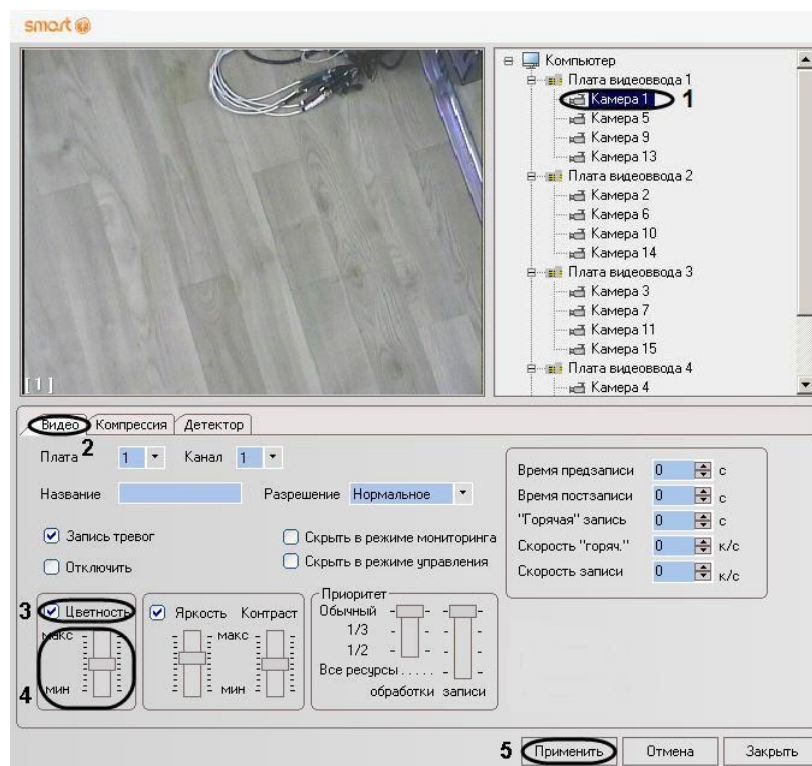 smart
[1]
Компьютер
Плата видеоввода 1
Камера 1
1
Камера 5
Камера 9
Камера 13
Плата видеоввода 2
Камера 2
Камера 6
Камера 10
Камера 14
Плата видеоввода 3
Камера 3
Камера 7
Камера 11
Камера 15
Плата видеоввода 4
Камера 4
Видео Компрессия Детектор
2
Плата 1 Канал 1
Название Разрешение Нормальное
Запись тревог Скрыть в режиме мониторинга
Отключить Скрыть в режиме управления
Время предзаписи 0 с
Время постзаписи 0 с
"Горячая" запись 0 с
Скорость "горяч." 0 к/с
Скорость записи 0 к/с
3 Цветность
макс
4 мин
Яркость Контраст
макс
мин
Приоритет
Обычный
1/3
1/2
Все ресурсы.....
обработки записи
5 Применить Отмена Закрыть